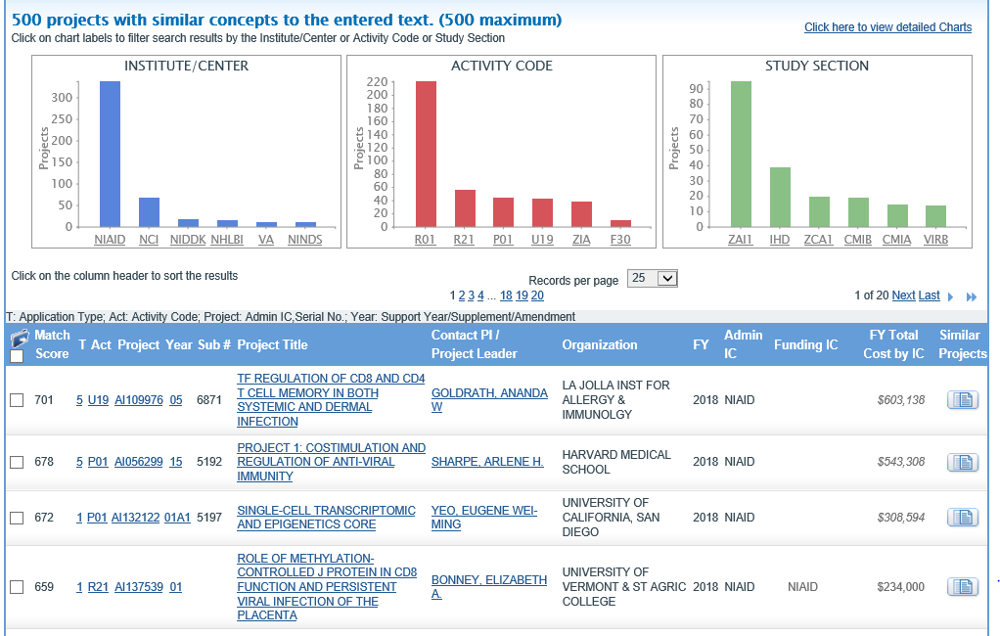 500 projects with similar concepts to the entered text. (500 maximum)
Click on chart labels to filter search results by the Institute/Center or Activity Code or Study Section
Click here to view detailed Charts
INSTITUTE/CENTER
Projects
300
250
200
150
100
50
0
NIAID NCI NIDDK NHLBI VA NINDS
ACTIVITY CODE
Projects
220
200
180
160
140
120
100
80
60
40
20
0
R01 R21 P01 U19 ZIA F30
STUDY SECTION
Projects
90
80
70
60
50
40
30
20
10
0
ZAI1 IHD ZCA1 CMIB CMIA VIRB
Click on the column header to sort the results
Records per page 25
1 2 3 4 ... 18 19 20
1 of 20 Next Last
T: Application Type; Act: Activity Code; Project: Admin IC,Serial No.; Year: Support Year/Supplement/Amendment
Match Score T Act Project Year Sub # Project Title Contact PI / Project Leader Organization FY Admin IC Funding IC FY Total Cost by IC Similar Projects
701 5 U19 AI109976 05 6871
TF REGULATION OF CD8 AND CD4
T CELL MEMORY IN BOTH
SYSTEMIC AND DERMAL
INFECTION
GOLDRATH, ANANDA
W
LA JOLLA INST FOR
ALLERGY &
IMMUNOLGY
2018 NIAID $603,138
678 5 P01 AI056299 15 5192
PROJECT 1: COSTIMULATION AND
REGULATION OF ANTI-VIRAL
IMMUNITY
SHARPE, ARLENE H.
HARVARD MEDICAL
SCHOOL
2018 NIAID $543,308
672 1 P01 AI132122 01A1 5197
SINGLE-CELL TRANSCRIPTOMIC
AND EPIGENETICS CORE
YEO, EUGENE WEI-
MING
UNIVERSITY OF
CALIFORNIA, SAN
DIEGO
2018 NIAID $308,594
659 1 R21 AI137539 01
ROLE OF METHYLATION-
CONTROLLED J PROTEIN IN CD8
FUNCTION AND PERSISTENT
VIRAL INFECTION OF THE
PLACENTA
BONNEY, ELIZABETH
A.
UNIVERSITY OF
VERMONT & ST AGRIC
COLLEGE
2018 NIAID NIAID $234,000